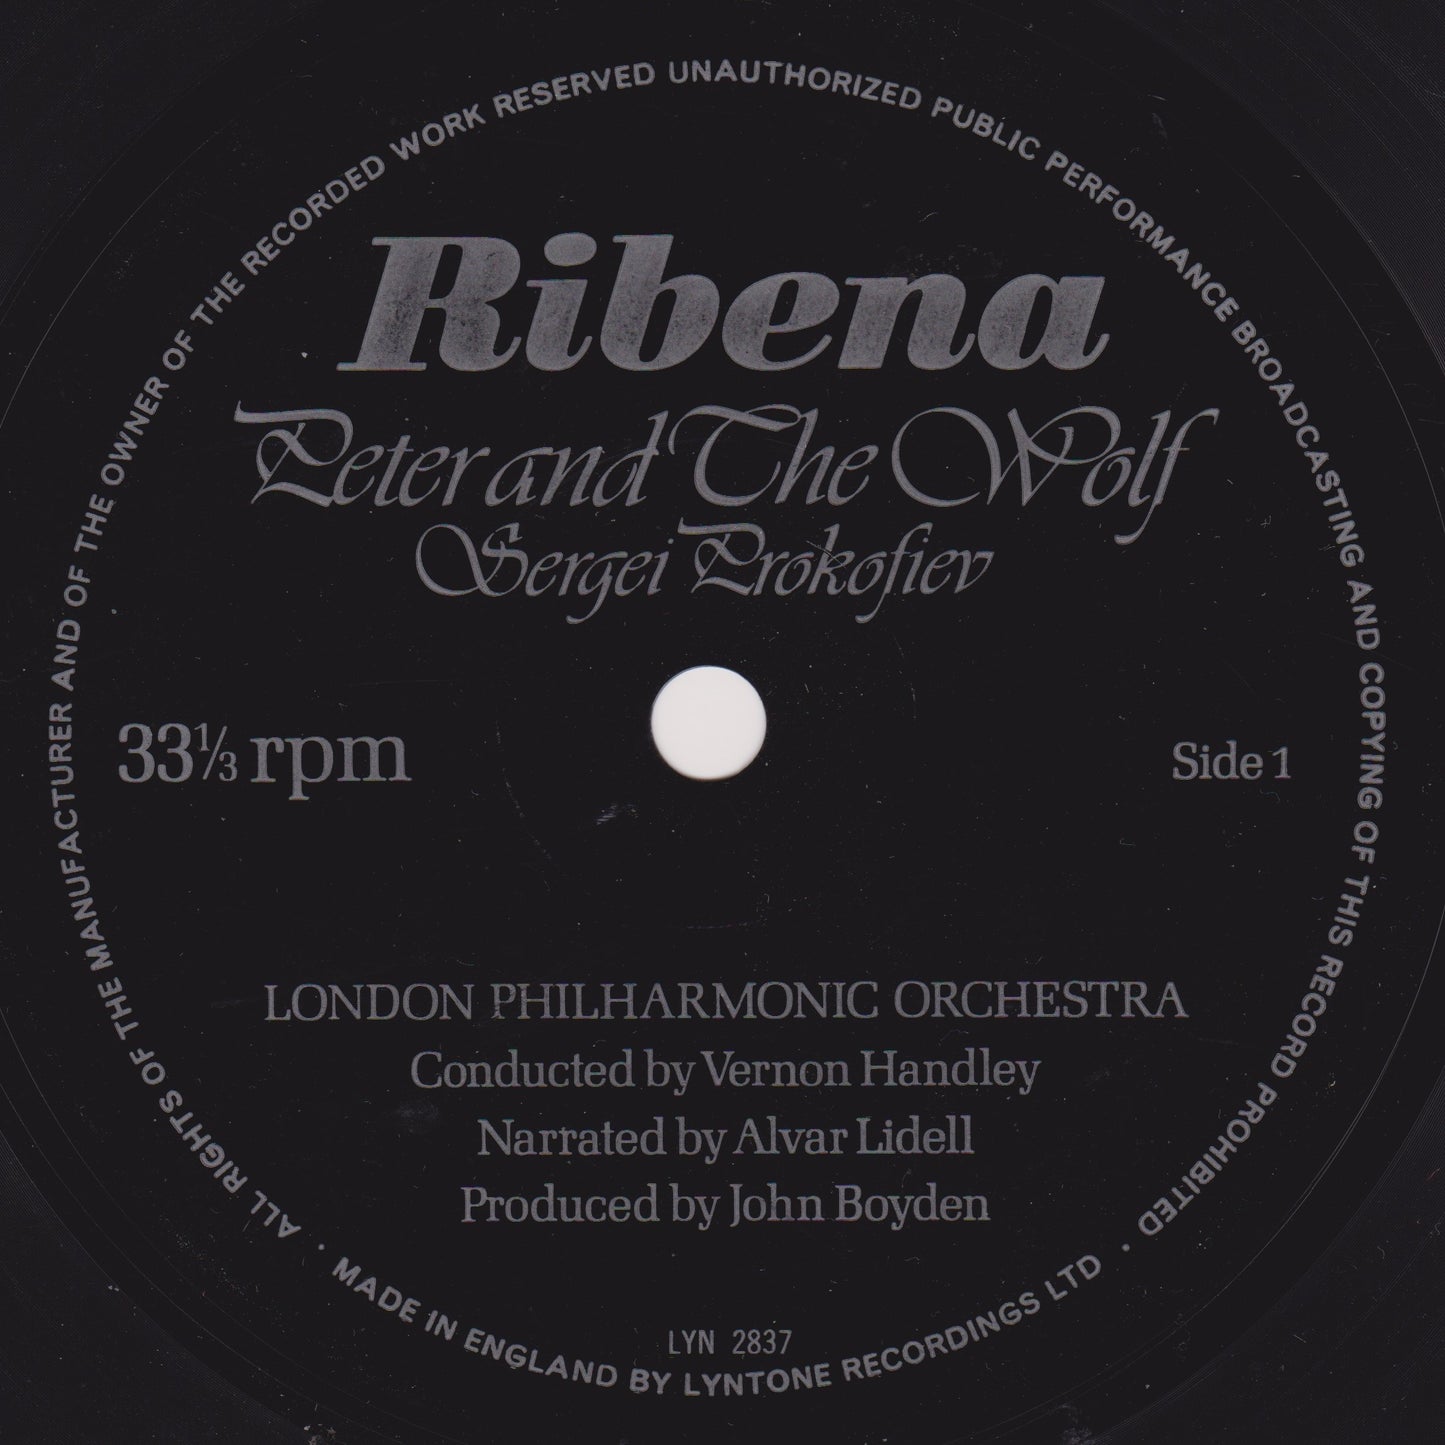 ALL RIGHTS OF THE MANUFACTURER AND OF THE OWNER OF THE RECORDED WORK RESERVED UNAUTHORIZED PUBLIC PERFORMANCE BROADCASTING AND COPYING OF THIS RECORD PROHIBITED ·
Ribena
Peter and The Wolf
Sergei Prokofiev
33⅓ rpm
Side 1
LONDON PHILHARMONIC ORCHESTRA
Conducted by Vernon Handley
Narrated by Alvar Lidell
Produced by John Boyden
LYN 2837
· MADE IN ENGLAND BY LYNTONE RECORDINGS LTD